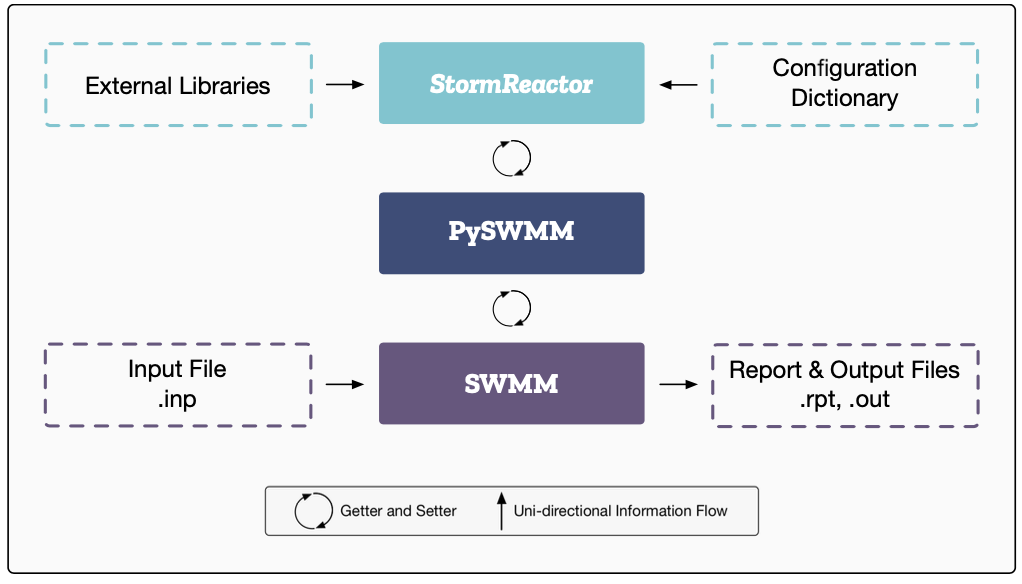 External Libraries
StormReactor
Configuration
Dictionary
PySWMM
Input File
.inp
SWMM
Report & Output Files
.rpt, .out
Getter and Setter
Uni-directional Information Flow